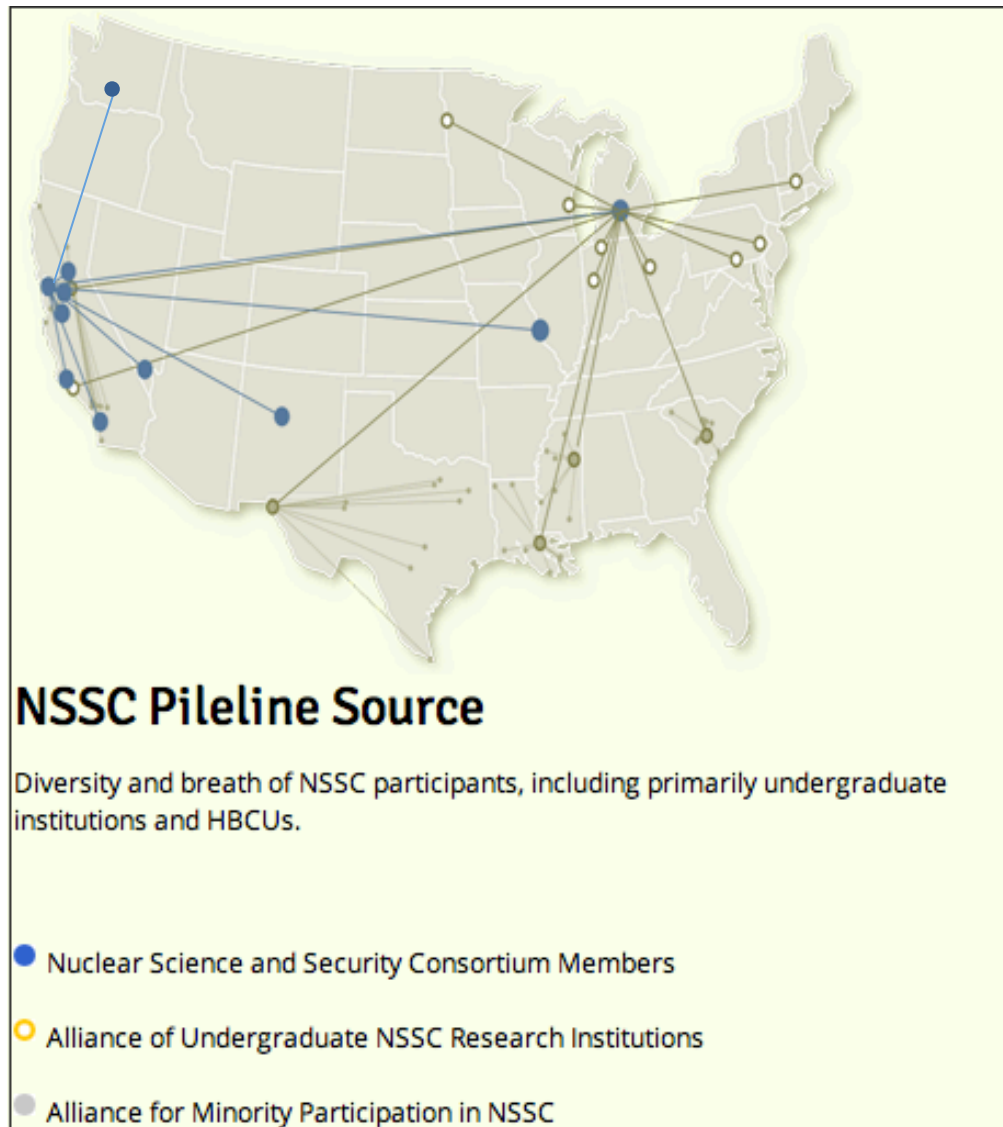 NSSC Pileline Source
Diversity and breath of NSSC participants, including primarily undergraduate
institutions and HBCUs.
Nuclear Science and Security Consortium Members
Alliance of Undergraduate NSSC Research Institutions
Alliance for Minority Participation in NSSC